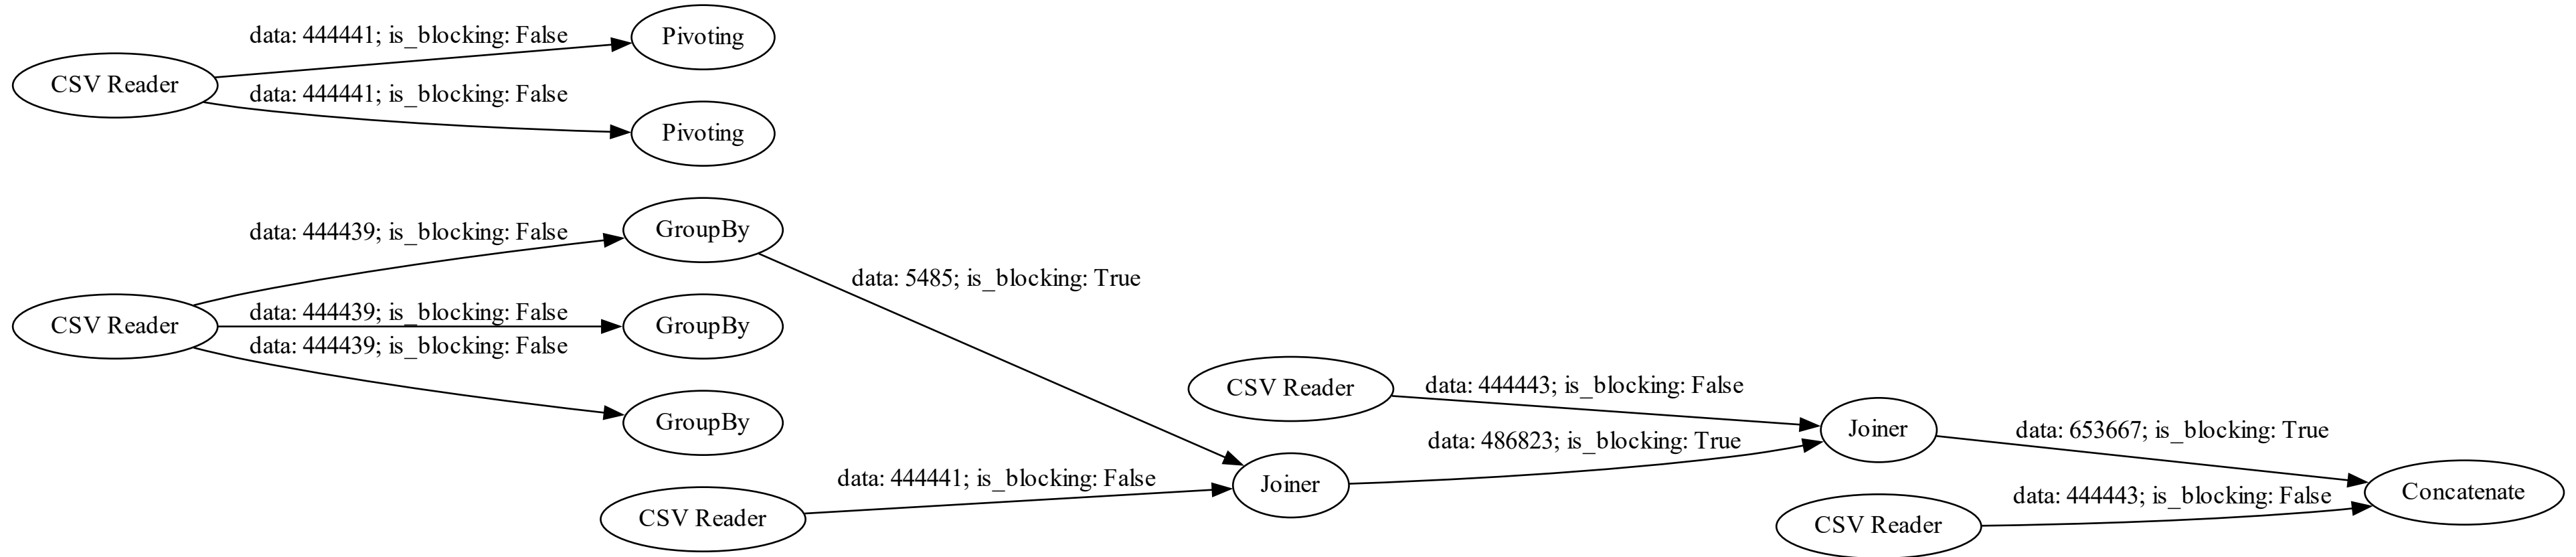 data: 444441; is_blocking: False
Pivoting
CSV Reader
data: 444441; is_blocking: False
Pivoting
data: 444439; is_blocking: False
GroupBy
data: 5485; is_blocking: True
CSV Reader
data: 444439; is_blocking: False
GroupBy
data: 444439; is_blocking: False
GroupBy
CSV Reader
data: 444443; is_blocking: False
Joiner
data: 653667; is_blocking: True
data: 486823; is_blocking: True
CSV Reader
data: 444441; is_blocking: False
Joiner
CSV Reader
data: 444443; is_blocking: False
Concatenate